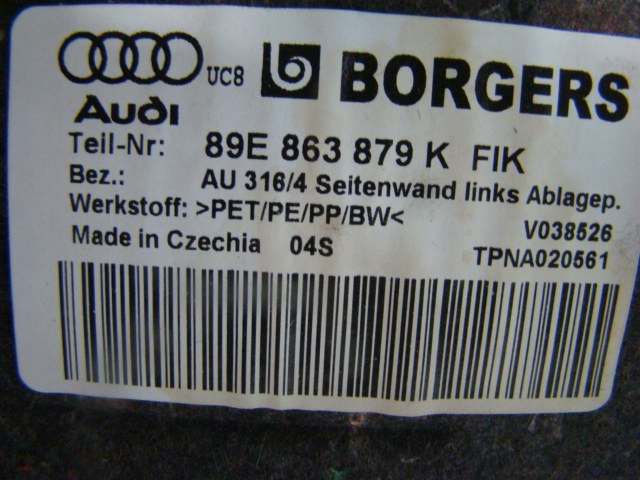 UC8 BORGERS
Audi
Teil-Nr: 89E 863 879 K FIK
Bez.: AU 316/4 Seitenwand links Ablagep.
Werkstoff: >PET/PE/PP/BW< V038526
Made in Czechia 04S TPNA020561